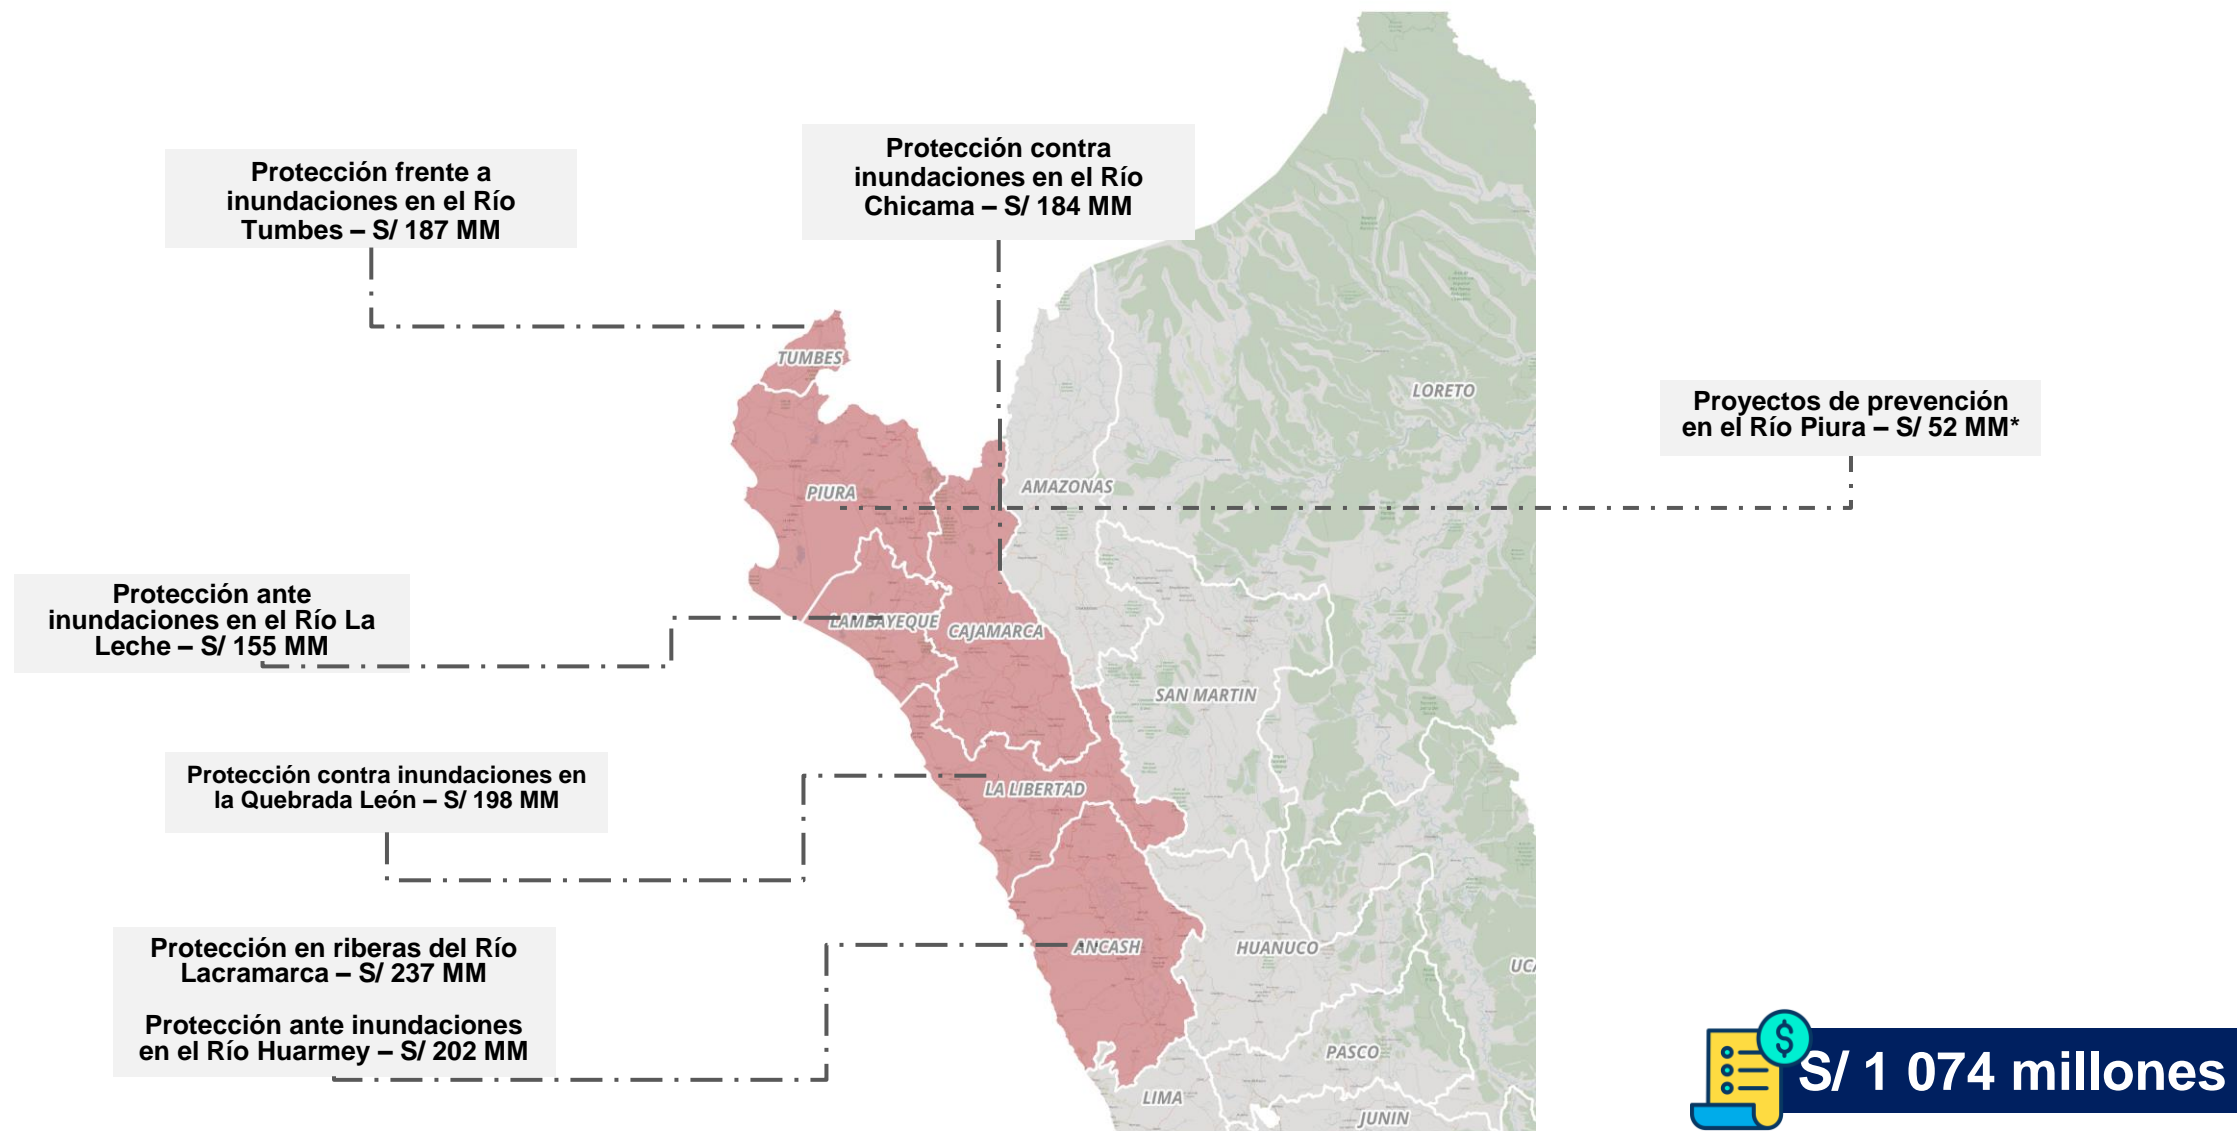 Protección frente a
inundaciones en el Río
Tumbes – S/ 187 MM
Protección contra
inundaciones en el Río
Chicama – S/ 184 MM
TUMBES
LORETO
Proyectos de prevención
en el Río Piura – S/ 52 MM*
PIURA
AMAZONAS
Protección ante
inundaciones en el Río La
Leche – S/ 155 MM
LAMBAYEQUE
CAJAMARCA
SAN MARTIN
Protección contra inundaciones en
la Quebrada León – S/ 198 MM
LA LIBERTAD
Protección en riberas del Río
Lacramarca – S/ 237 MM
Protección ante inundaciones
en el Río Huarmey – S/ 202 MM
ANCASH
HUANUCO
UCA
PASCO
LIMA
JUNIN
$
S/ 1 074 millones